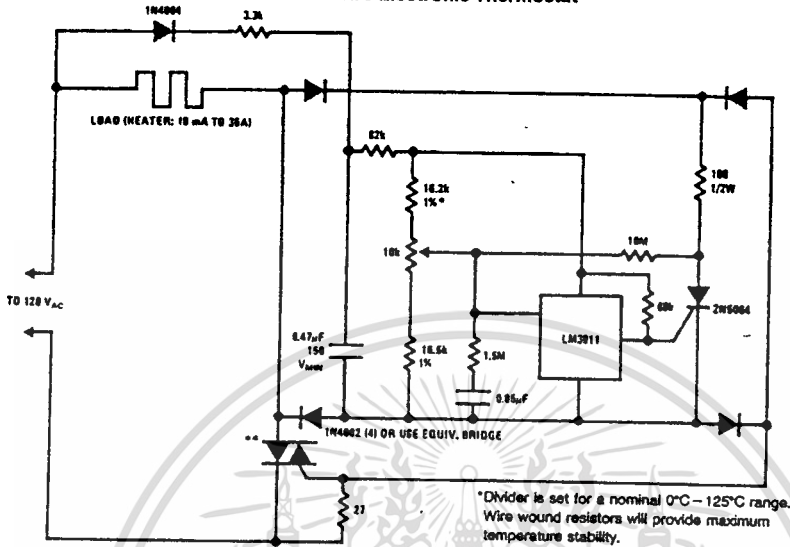 Electronic Thermostat
1N4004
3.3k
LOAD (HEATER: 10 mA TO 35A)
82k
16.2k
1% *
100
1/2W
10k
10M
TO 120 VAC
68k
2N5064
LM3911
0.47µF
150
VMIN
16.5k
1%
1.5M
0.05µF
1N4002 (4) OR USE EQUIV. BRIDGE
27
*Divider is set for a nominal 0°C – 125°C range.
Wire wound resistors will provide maximum
temperature stability.